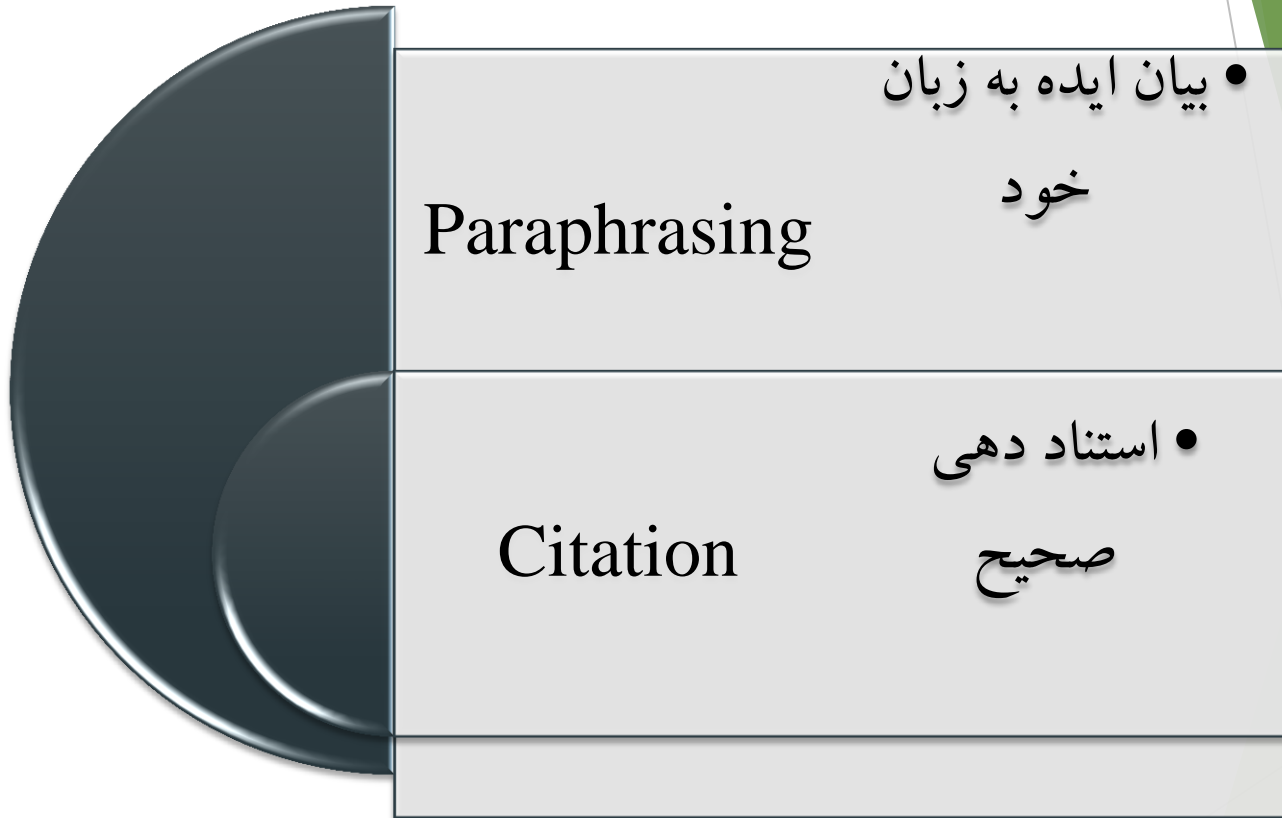 • بیان ایده به زبان
خود
Paraphrasing
• استناد دهی
صحیح
Citation